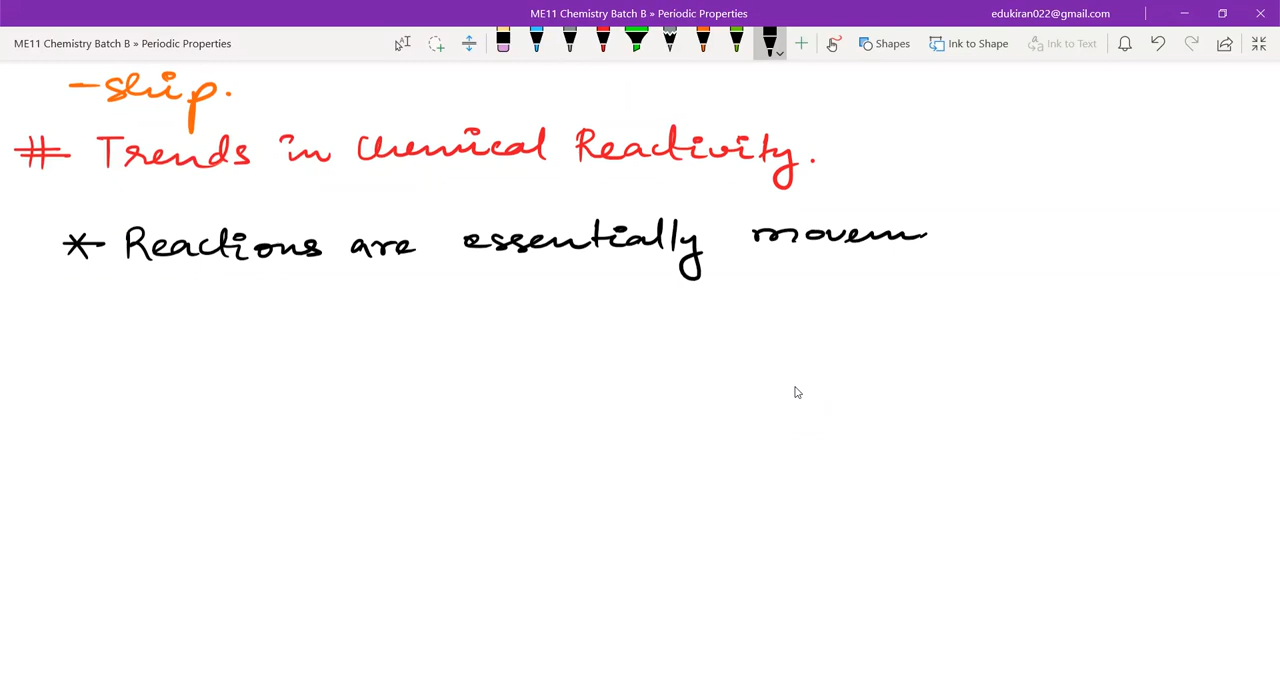 ME11 Chemistry Batch B » Periodic Properties
edukiran022@gmail.com
ME11 Chemistry Batch B » Periodic Properties
Shapes
Ink to Shape
Ink to Text
-ship.
# Trends in Chemical Reactivity.
* Reactions are essentially movem